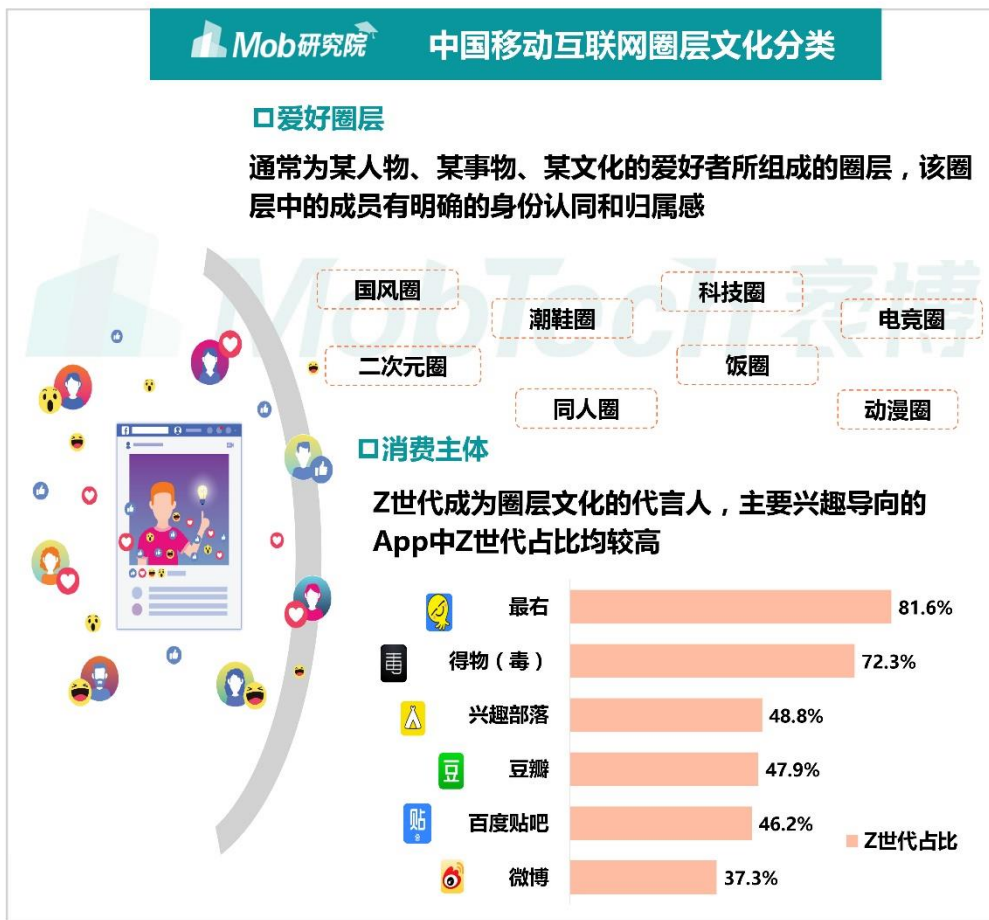 Mob研究院
中国移动互联网圈层文化分类
爱好圈层
通常为某人物、某事物、某文化的爱好者所组成的圈层，该圈
层中的成员有明确的身份认同和归属感
MobTech 袤博
国风圈
科技圈
潮鞋圈
电竞圈
二次元圈
饭圈
同人圈
动漫圈
消费主体
Z世代成为圈层文化的代言人，主要兴趣导向的
App中Z世代占比均较高
最右 81.6%
毒 得物（毒） 72.3%
兴趣部落 48.8%
豆 豆瓣 47.9%
贴 百度贴吧 46.2%
Z世代占比
微博 37.3%